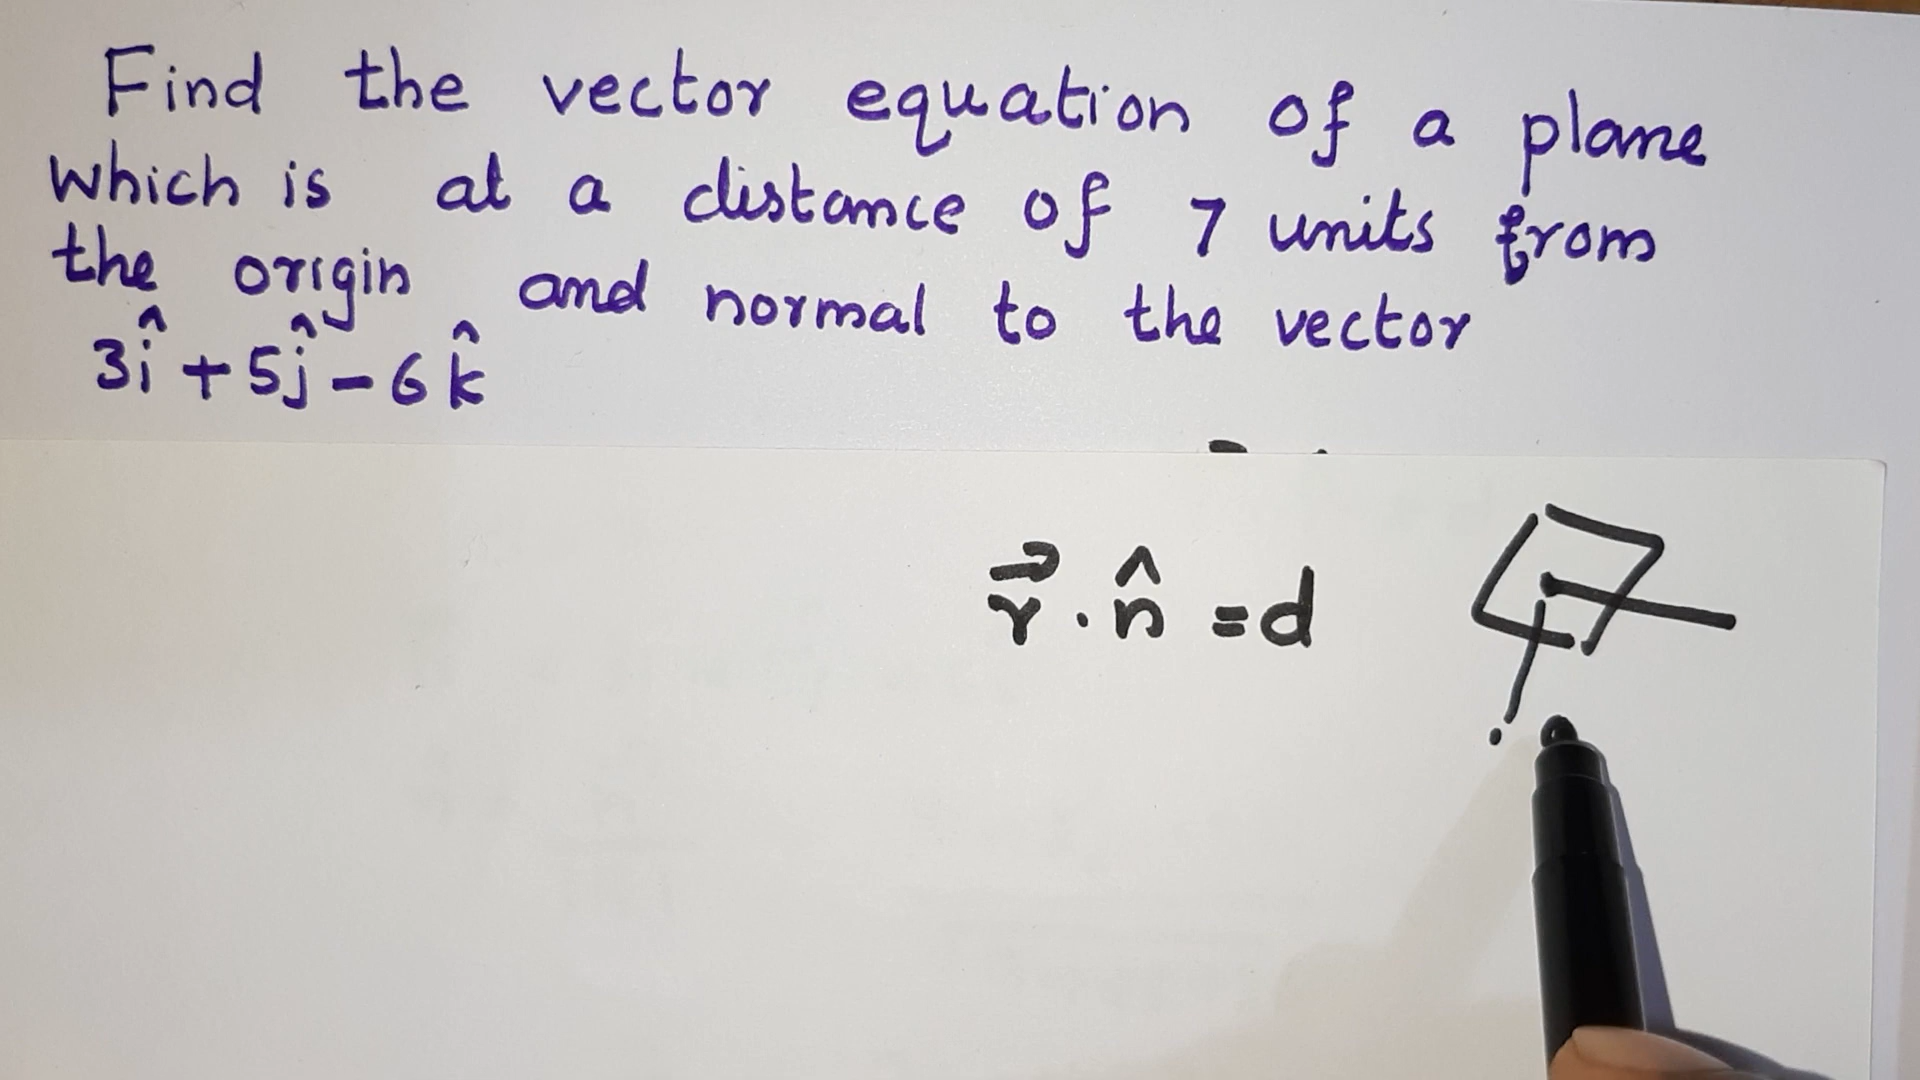 Find the vector equation of a plane
which is at a distance of 7 units from
the origin and normal to the vector
3î + 5ĵ - 6k̂
r⃗ . n̂ = d